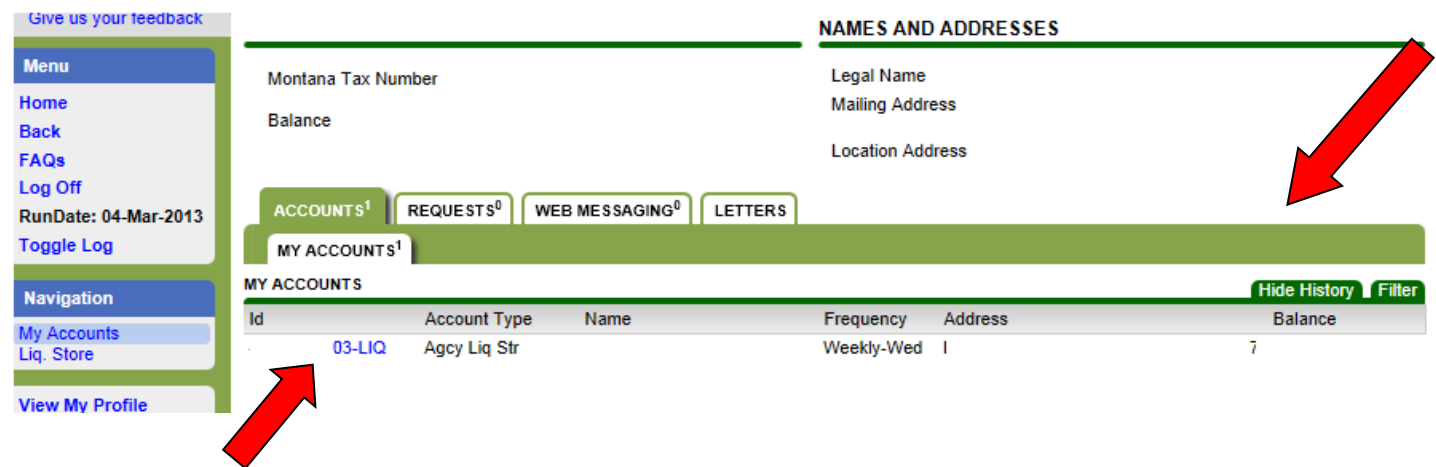 Give us your feedback
Menu
Home
Back
FAQs
Log Off
RunDate: 04-Mar-2013
Toggle Log
Navigation
My Accounts
Liq. Store
View My Profile
NAMES AND ADDRESSES
Montana Tax Number
Balance
Legal Name
Mailing Address
Location Address
ACCOUNTS1 REQUESTS0 WEB MESSAGING0 LETTERS
MY ACCOUNTS1
MY ACCOUNTS Hide History Filter
Id Account Type Name Frequency Address Balance
03-LIQ Agcy Liq Str Weekly-Wed